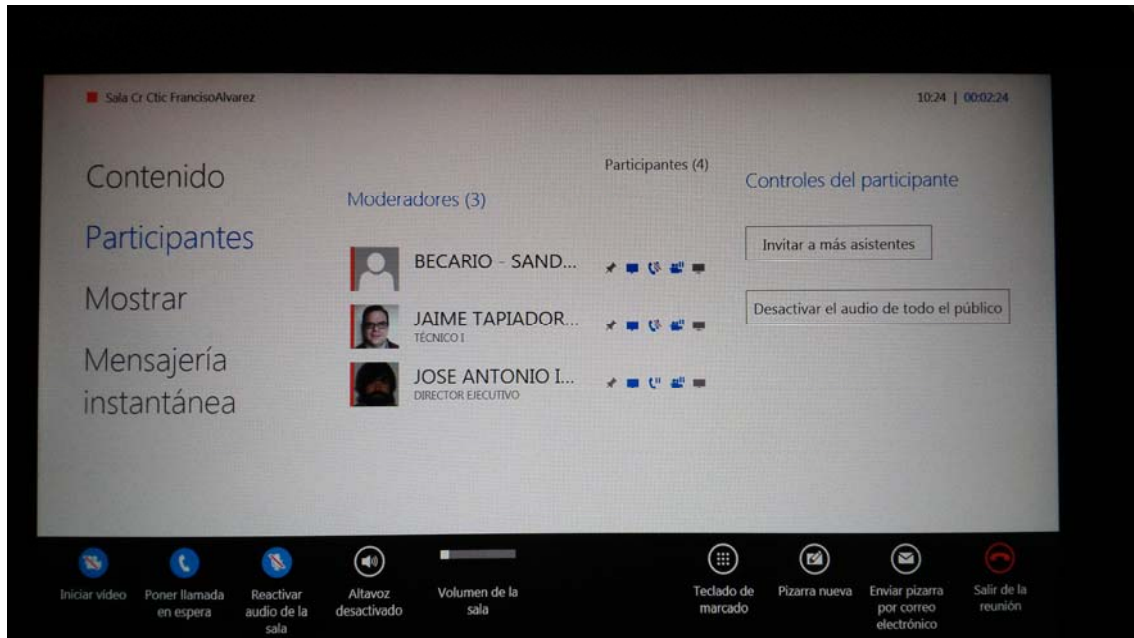 Sala Cr Ctic FrancisoAlvarez
10:24 | 00:02:24
Contenido
Participantes
Mostrar
Mensajería
instantánea
Participantes (4)
Moderadores (3)
BECARIO - SAND...
JAIME TAPIADOR...
TÉCNICO I
JOSE ANTONIO I...
DIRECTOR EJECUTIVO
Controles del participante
Invitar a más asistentes
Desactivar el audio de todo el público
Iniciar vídeo
Poner llamada
en espera
Reactivar
audio de la
sala
Altavoz
desactivado
Volumen de la
sala
Teclado de
marcado
Pizarra nueva
Enviar pizarra
por correo
electrónico
Salir de la
reunión